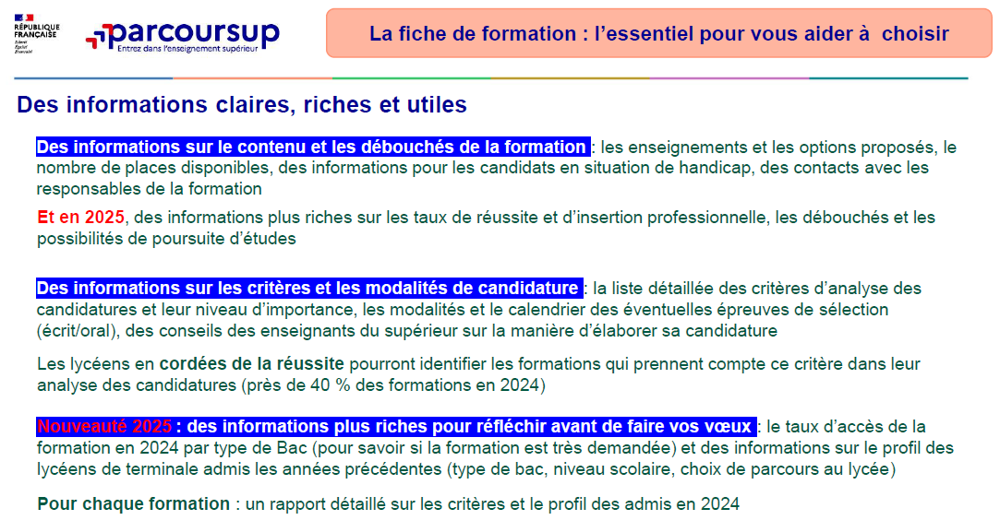 RÉPUBLIQUE
FRANÇAISE
Liberté
Égalité
Fraternité
parcoursup
Entrez dans l'enseignement supérieur
La fiche de formation : l'essentiel pour vous aider à choisir
Des informations claires, riches et utiles
Des informations sur le contenu et les débouchés de la formation : les enseignements et les options proposés, le
nombre de places disponibles, des informations pour les candidats en situation de handicap, des contacts avec les
responsables de la formation
Et en 2025, des informations plus riches sur les taux de réussite et d'insertion professionnelle, les débouchés et les
possibilités de poursuite d'études
Des informations sur les critères et les modalités de candidature : la liste détaillée des critères d'analyse des
candidatures et leur niveau d'importance, les modalités et le calendrier des éventuelles épreuves de sélection
(écrit/oral), des conseils des enseignants du supérieur sur la manière d'élaborer sa candidature
Les lycéens en cordées de la réussite pourront identifier les formations qui prennent compte ce critère dans leur
analyse des candidatures (près de 40 % des formations en 2024)
Nouveauté 2025 : des informations plus riches pour réfléchir avant de faire vos vœux : le taux d'accès de la
formation en 2024 par type de Bac (pour savoir si la formation est très demandée) et des informations sur le profil des
lycéens de terminale admis les années précédentes (type de bac, niveau scolaire, choix de parcours au lycée)
Pour chaque formation : un rapport détaillé sur les critères et le profil des admis en 2024